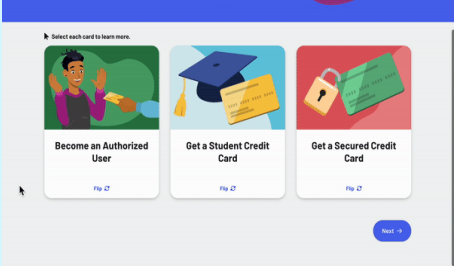 Select each card to learn more.
Become an Authorized
User
Flip
Get a Student Credit
Card
Flip
Get a Secured Credit
Card
Flip
Next →